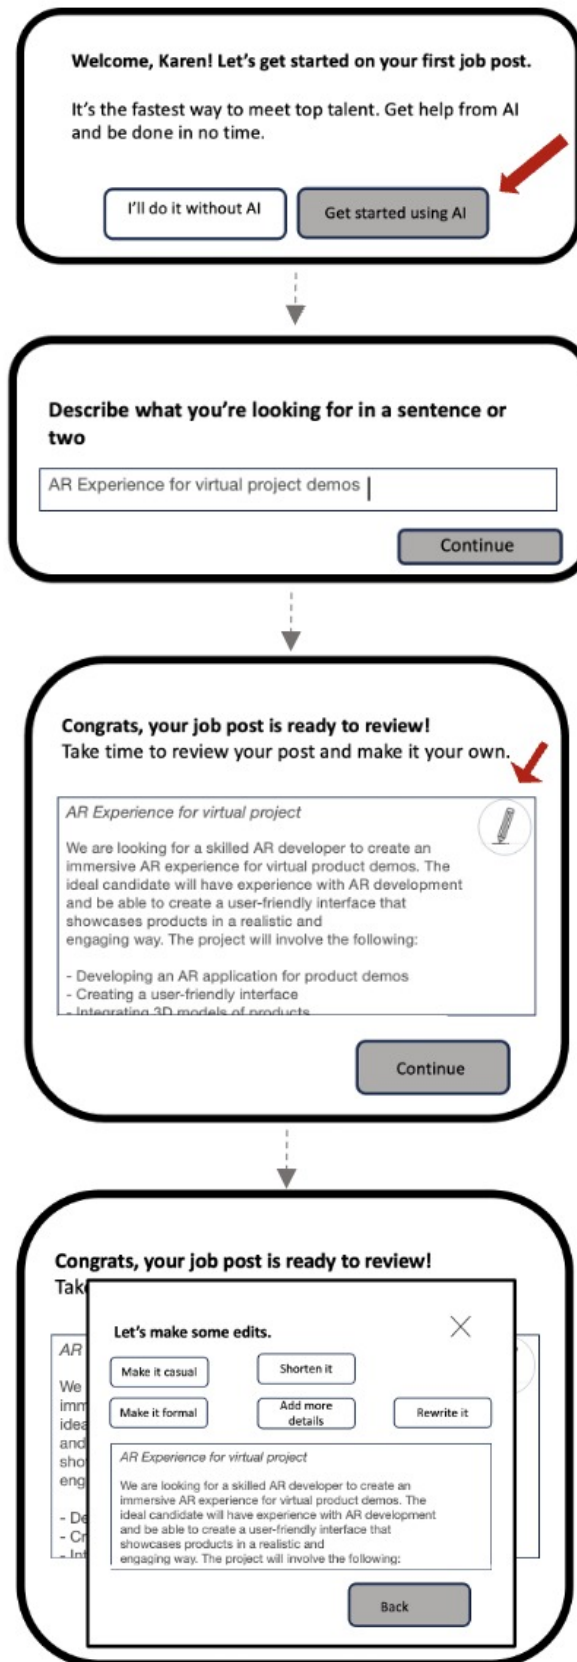 Welcome, Karen! Let's get started on your first job post.
It's the fastest way to meet top talent. Get help from AI
and be done in no time.
I'll do it without AI
Get started using AI
Describe what you're looking for in a sentence or
two
AR Experience for virtual project demos
Continue
Congrats, your job post is ready to review!
Take time to review your post and make it your own.
AR Experience for virtual project
We are looking for a skilled AR developer to create an
immersive AR experience for virtual product demos. The
ideal candidate will have experience with AR development
and be able to create a user-friendly interface that
showcases products in a realistic and
engaging way. The project will involve the following:
- Developing an AR application for product demos
- Creating a user-friendly interface
- Integrating 3D models of products
Continue
Congrats, your job post is ready to review!
Take
AR
We
imm
idea
and
sho
eng
- De
- Cr
- Int
Let's make some edits.
Make it casual
Shorten it
Make it formal
Add more
details
Rewrite it
AR Experience for virtual project
We are looking for a skilled AR developer to create an
immersive AR experience for virtual product demos. The
ideal candidate will have experience with AR development
and be able to create a user-friendly interface that
showcases products in a realistic and
engaging way. The project will involve the following:
Back